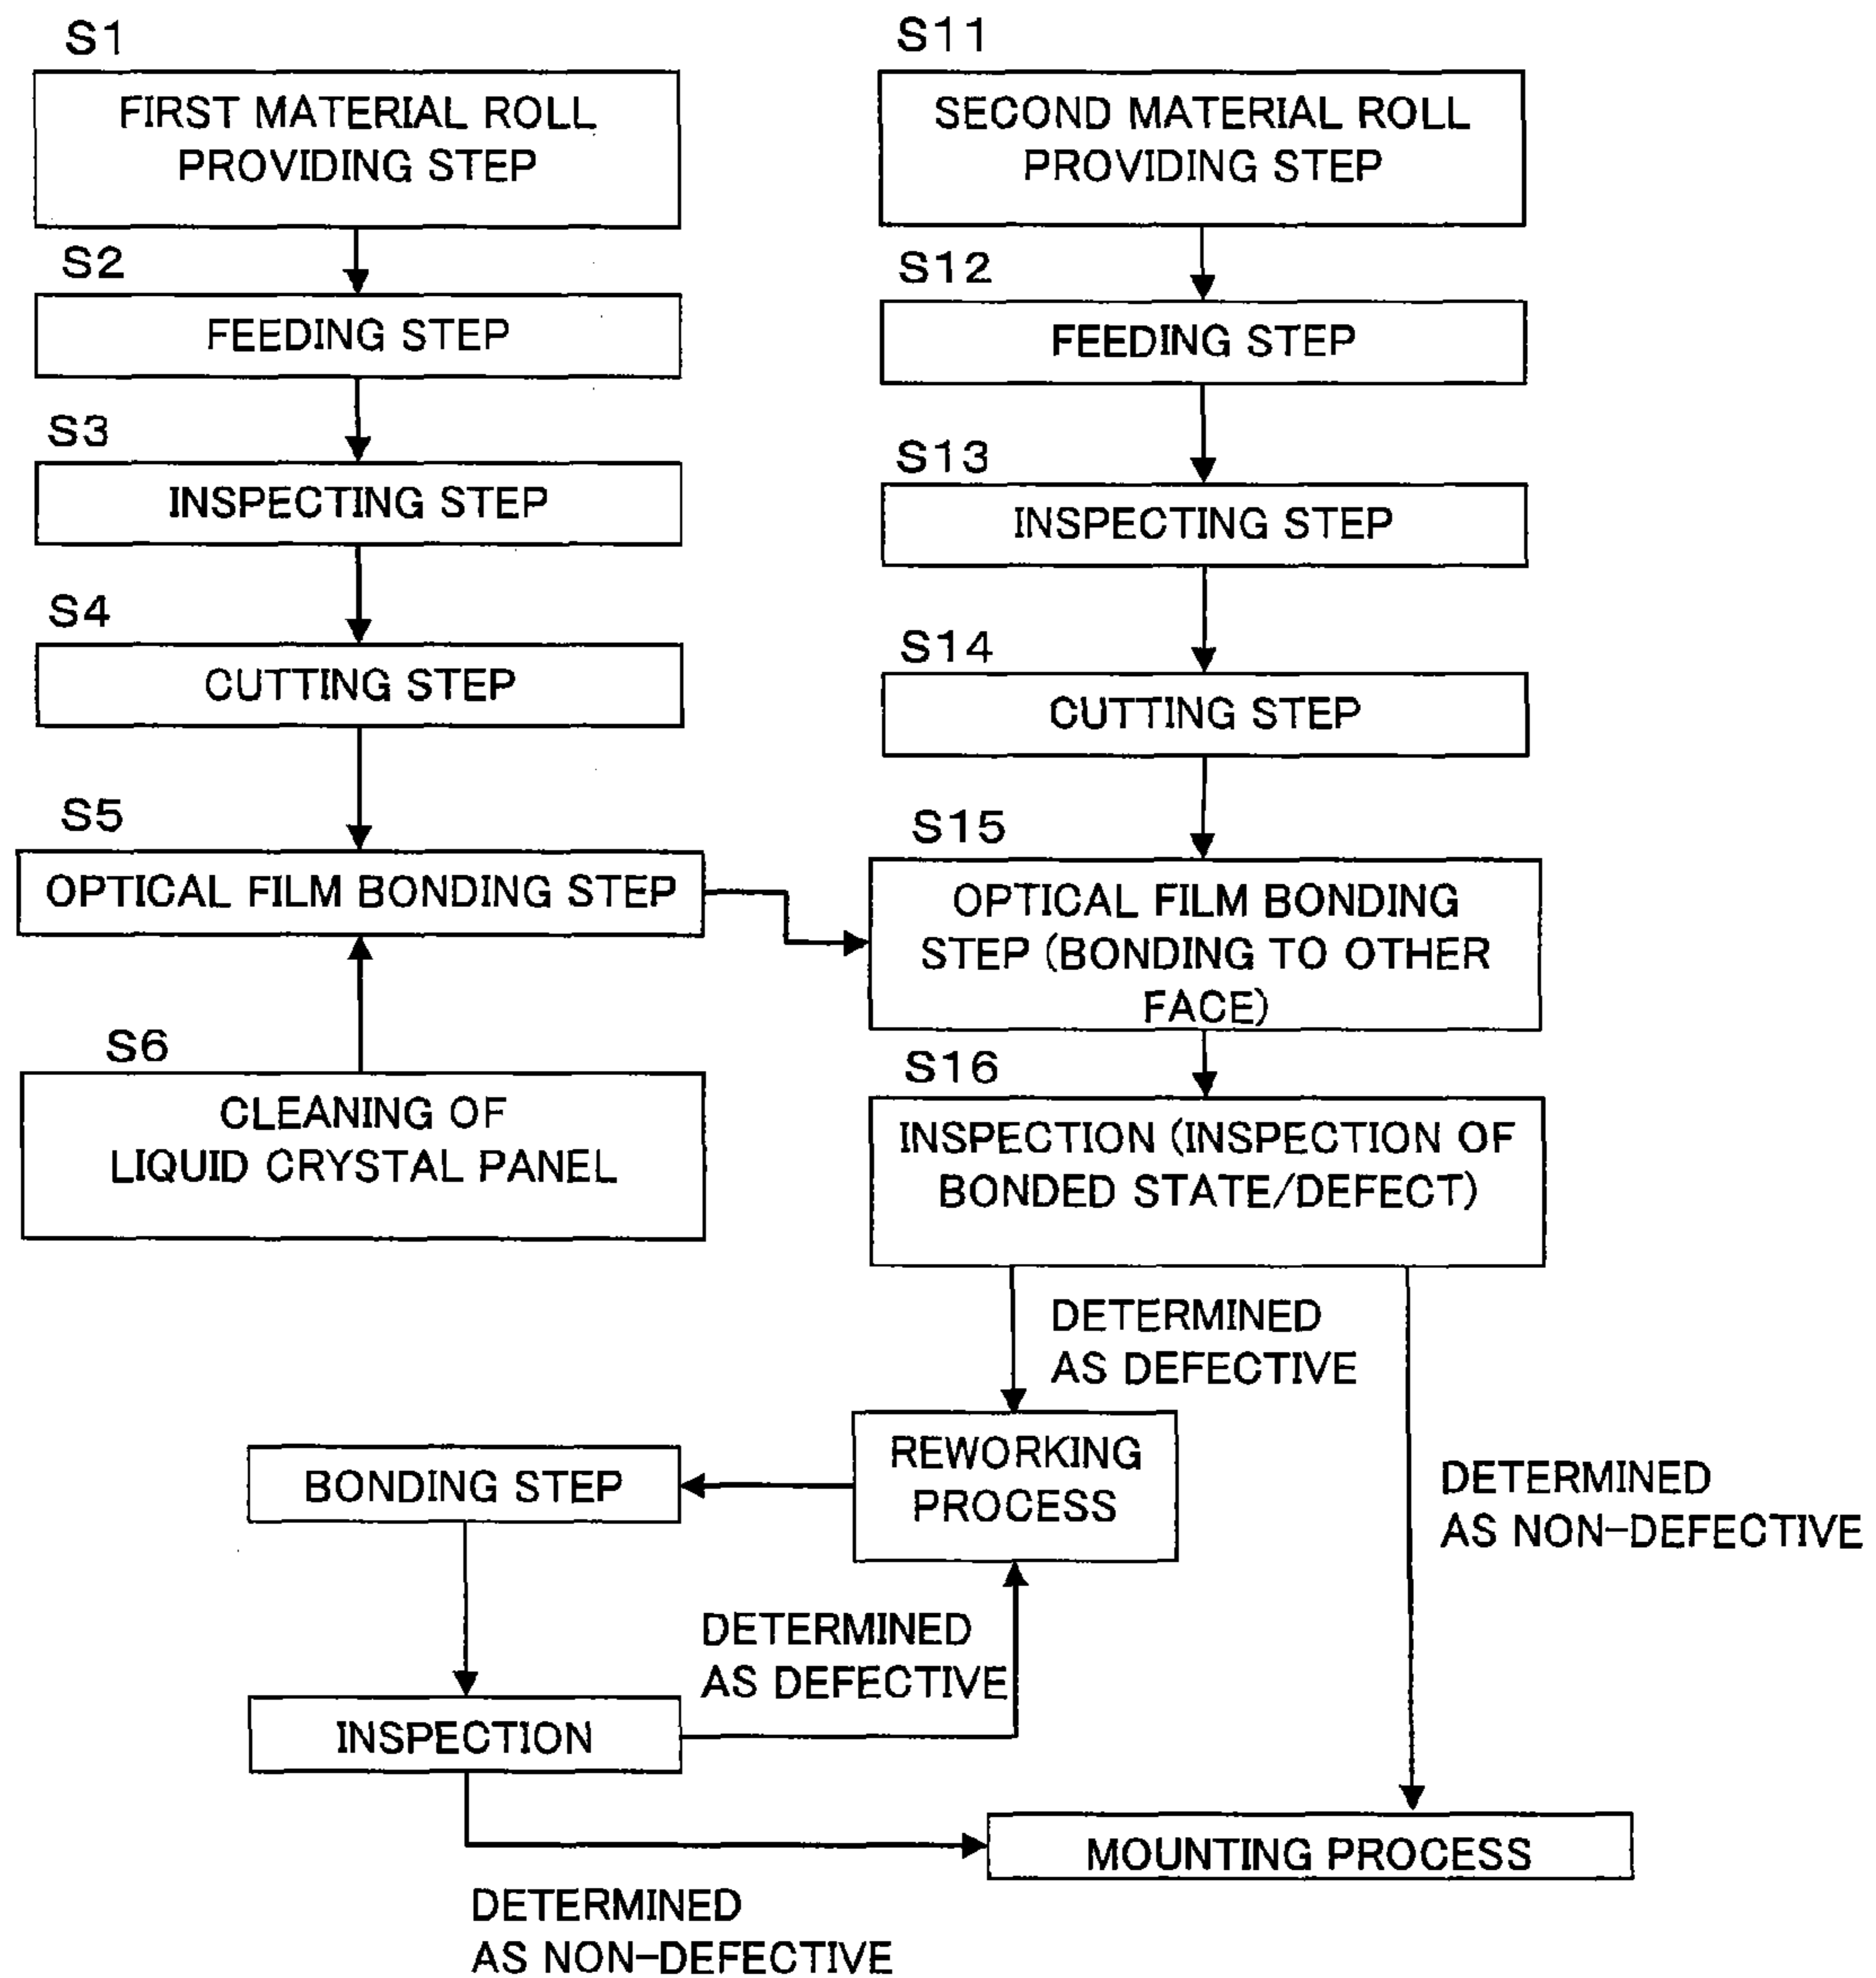 S1
FIRST MATERIAL ROLL
PROVIDING STEP
S2
FEEDING STEP
S3
INSPECTING STEP
S4
CUTTING STEP
S5
OPTICAL FILM BONDING STEP
S6
CLEANING OF
LIQUID CRYSTAL PANEL
S11
SECOND MATERIAL ROLL
PROVIDING STEP
S12
FEEDING STEP
S13
INSPECTING STEP
S14
CUTTING STEP
S15
OPTICAL FILM BONDING
STEP (BONDING TO OTHER
FACE)
S16
INSPECTION (INSPECTION OF
BONDED STATE/DEFECT)
DETERMINED
AS DEFECTIVE
REWORKING
PROCESS
BONDING STEP
DETERMINED
AS NON-DEFECTIVE
DETERMINED
AS DEFECTIVE
INSPECTION
MOUNTING PROCESS
DETERMINED
AS NON-DEFECTIVE